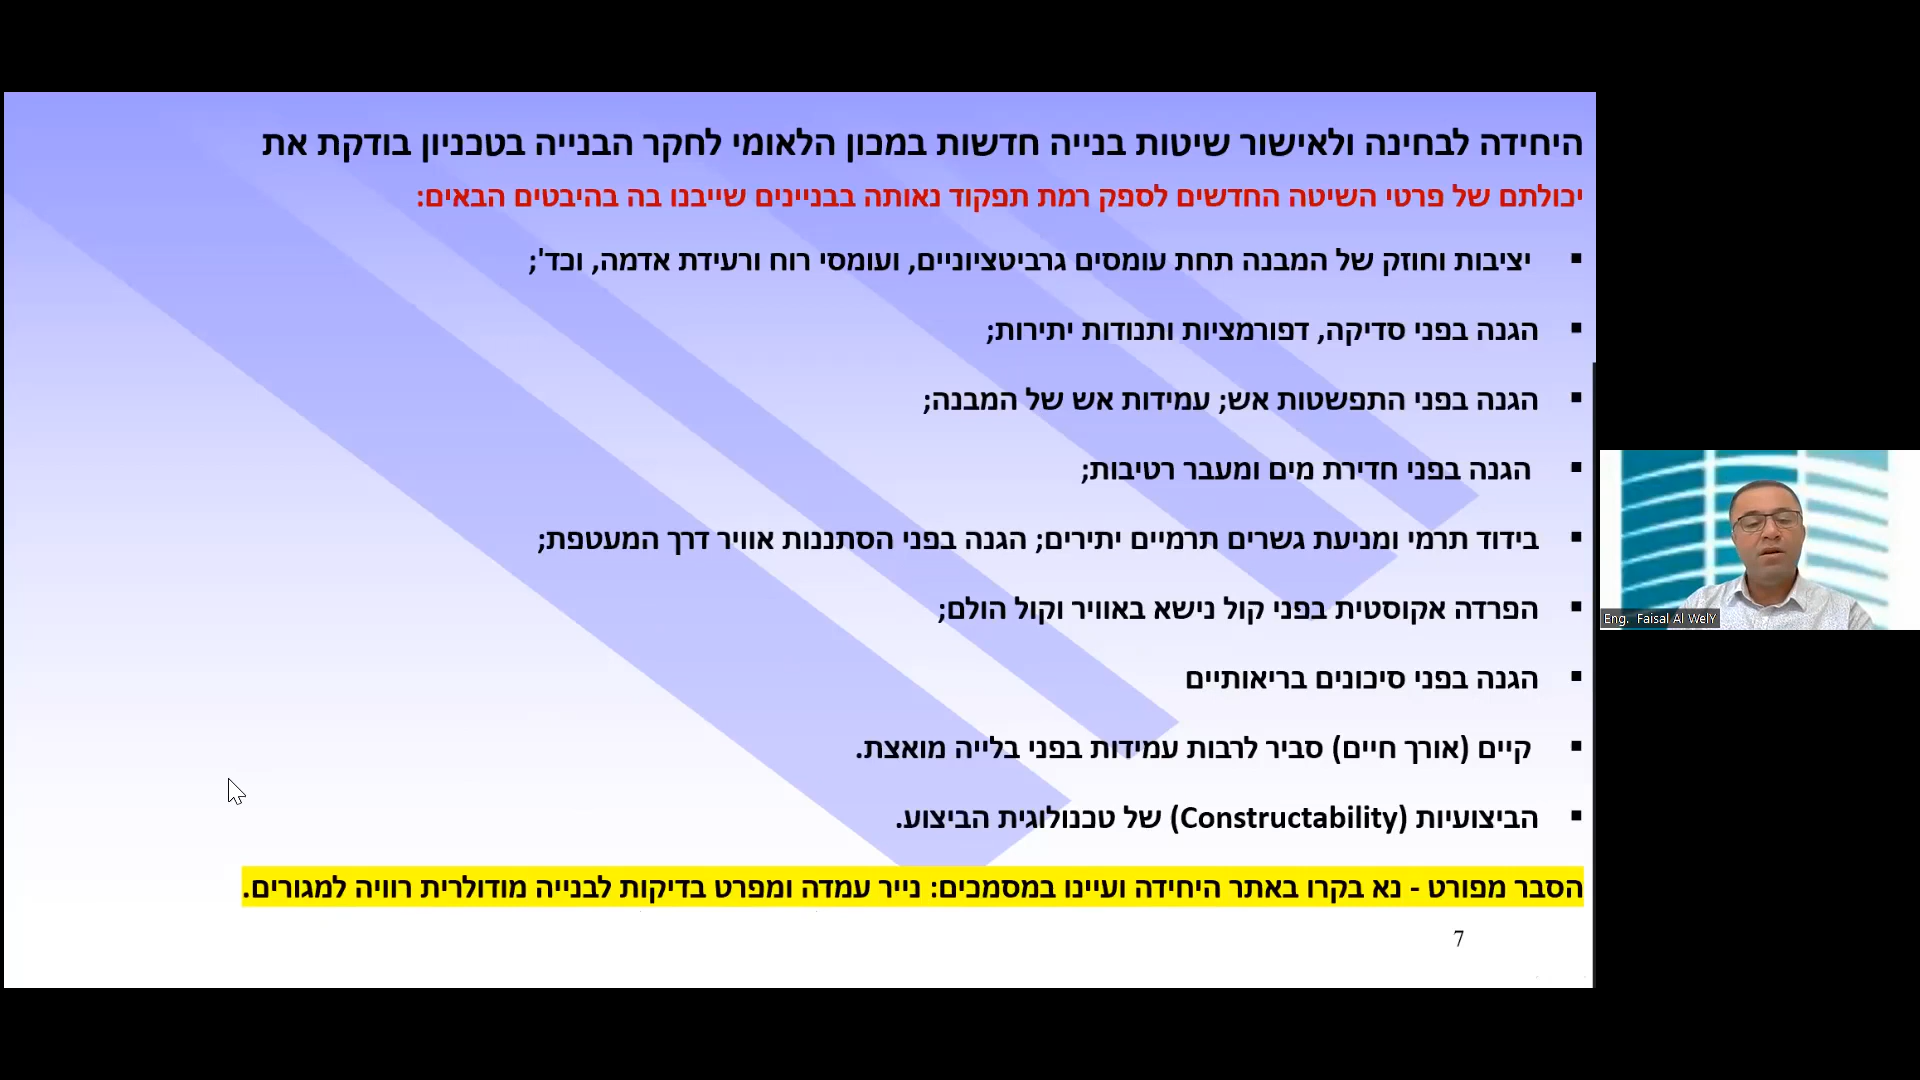 היחידה לבחינה ולאישור שיטות בנייה חדשות במכון הלאומי לחקר הבנייה בטכניון בודקת את
יכולתם של פרטי השיטה החדשים לספק רמת תפקוד נאותה בבניינים שייבנו בה בהיבטים הבאים:
▪ יציבות וחוזק של המבנה תחת עומסים גרביטציוניים, ועומסי רוח ורעידת אדמה, וכד';
▪ הגנה בפני סדיקה, דפורמציות ותנודות יתירות;
▪ הגנה בפני התפשטות אש; עמידות אש של המבנה;
▪ הגנה בפני חדירת מים ומעבר רטיבות;
▪ בידוד תרמי ומניעת גשרים תרמיים יתירים; הגנה בפני הסתננות אוויר דרך המעטפת;
▪ הפרדה אקוסטית בפני קול נישא באוויר וקול הולם;
▪ הגנה בפני סיכונים בריאותיים
▪ קיים (אורך חיים) סביר לרבות עמידות בפני בלייה מואצת.
▪ הביצועיות (Constructability) של טכנולוגית הביצוע.
הסבר מפורט - נא בקרו באתר היחידה ועיינו במסמכים: נייר עמדה ומפרט בדיקות לבנייה מודולרית רוויה למגורים.
7
Eng. Faisal Al WelY